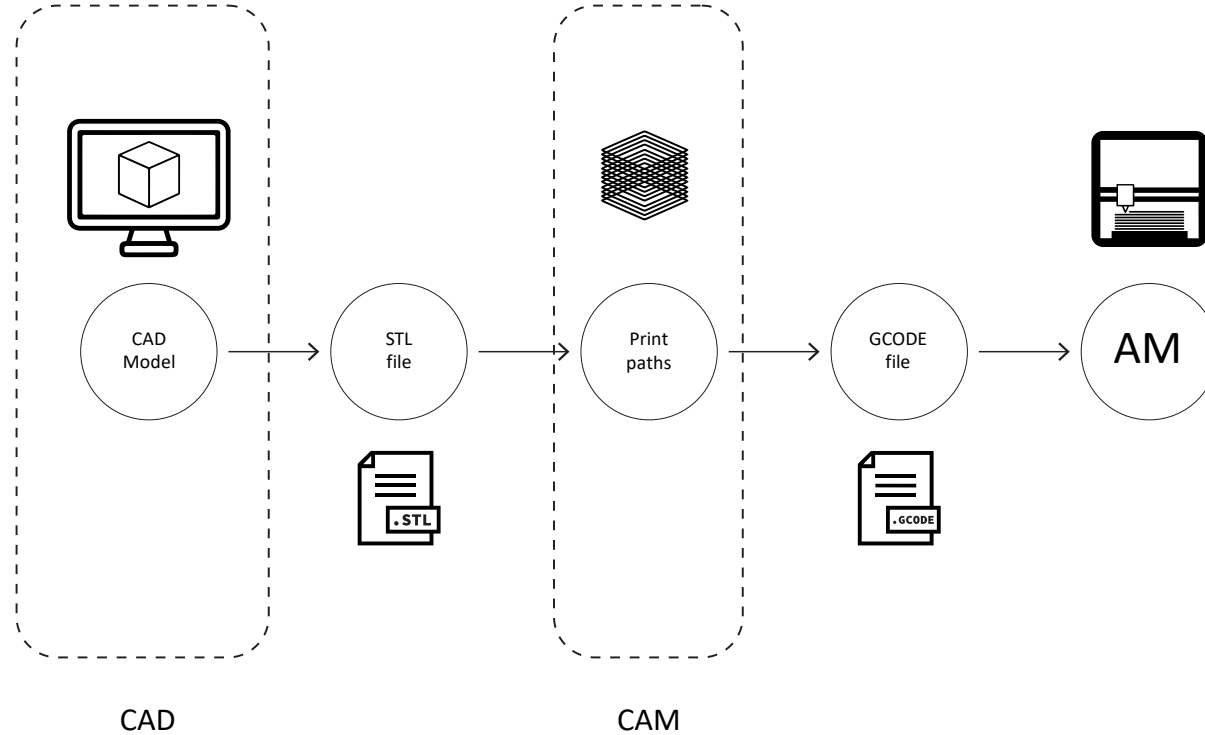 CAD
Model
STL
file
Print
paths
GCODE
file
AM
.STL
.GCODE
CAD
CAM